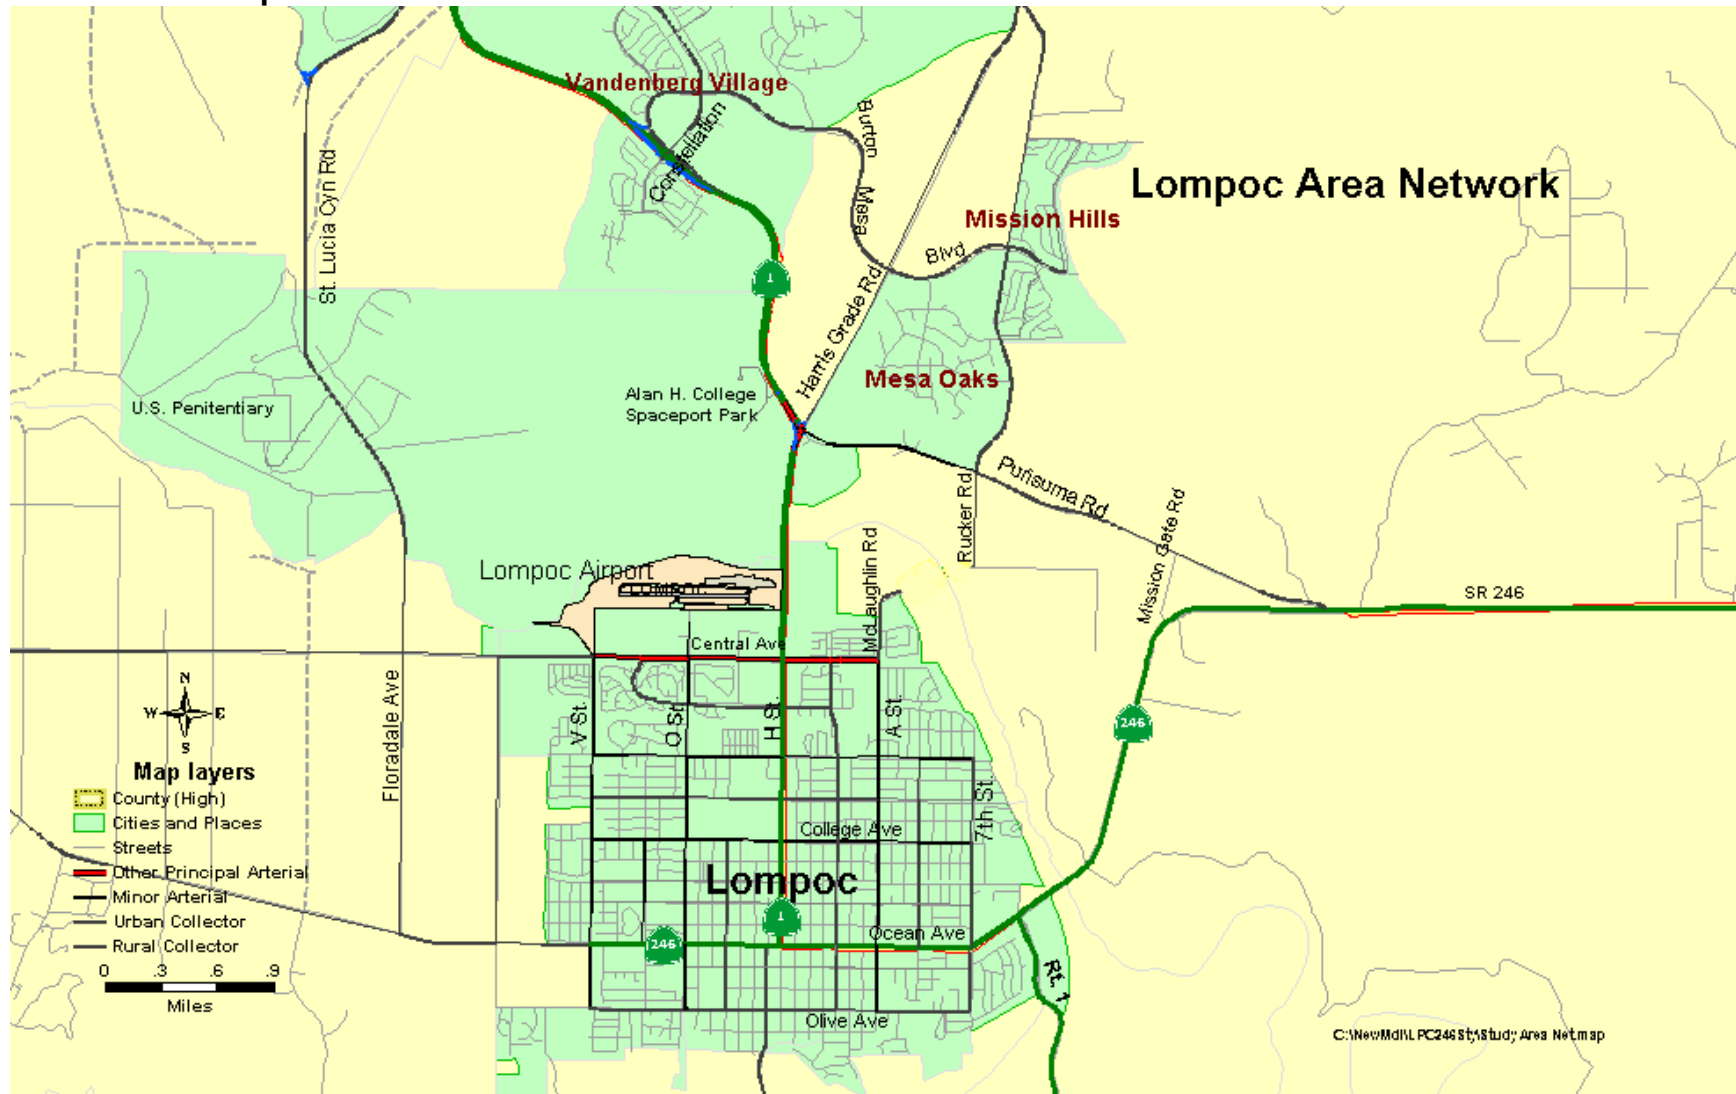 Vandenberg Village
Constellation
Burton
Mesa
Blvd
Lompoc Area Network
Mission Hills
St. Lucia Cyn Rd
1
Harris Grade Rd
Mesa Oaks
Alan H. College
Spaceport Park
U.S. Penitentiary
Purisuma Rd
Rucker Rd
Mission Gate Rd
McLaughlin Rd
Lompoc Airport
SR 246
Central Ave
Floradale Ave
V St.
O St.
H St.
A St.
7th St.
246
N
W E
S
Map layers
County (High)
Cities and Places
Streets
Other Principal Arterial
Minor Arterial
Urban Collector
Rural Collector
0 .3 .6 .9
Miles
College Ave
Lompoc
1
246
Ocean Ave
Rt. 1
Olive Ave